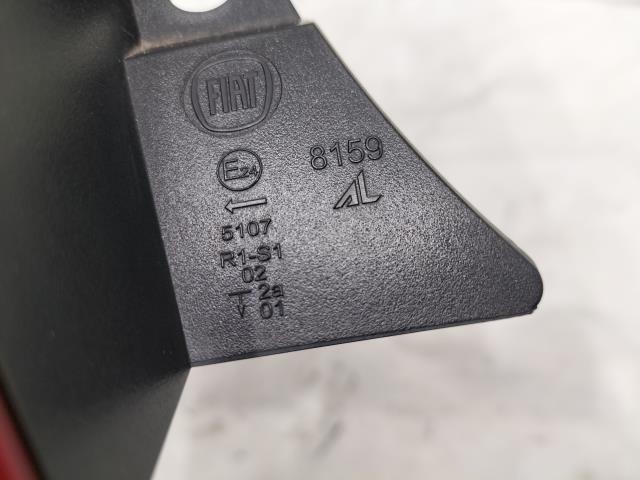 FIAT
8159
E24
AL
5107
R1-S1
02
2a
01